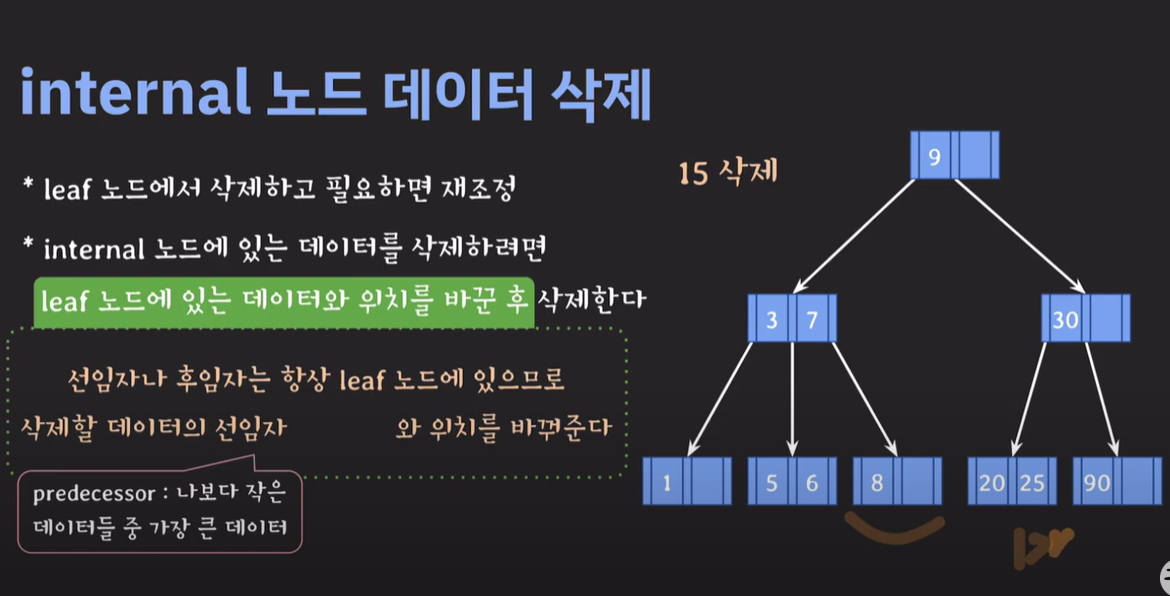 internal 노드 데이터 삭제
* leaf 노드에서 삭제하고 필요하면 재조정
* internal 노드에 있는 데이터를 삭제하려면
leaf 노드에 있는 데이터와 위치를 바꾼 후 삭제한다
선임자나 후임자는 항상 leaf 노드에 있으므로
삭제할 데이터의 선임자 와 위치를 바꿔준다
predecessor : 나보다 작은
데이터들 중 가장 큰 데이터
15 삭제
9
3 7 30
1 5 6 8 20 25 90